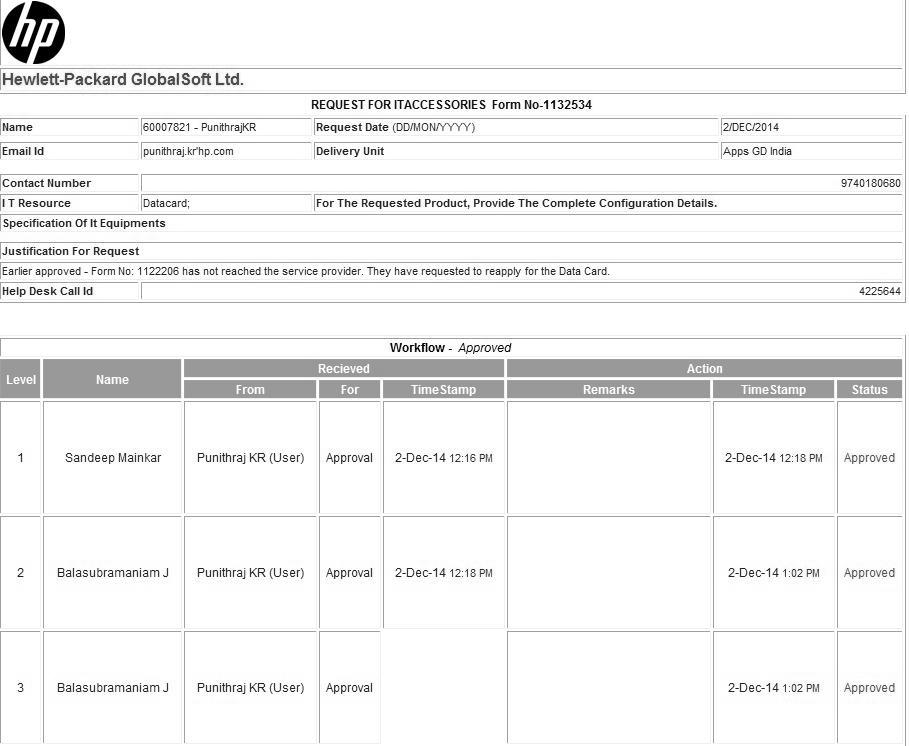 hp
Hewlett-Packard GlobalSoft Ltd.
REQUEST FOR ITACCESSORIES Form No-1132534
Name 60007821 - PunithrajKR Request Date (DD/MON/YYYY) 2/DEC/2014
Email Id punithraj.kr'hp.com Delivery Unit Apps GD India
Contact Number 9740180680
I T Resource Datacard; For The Requested Product, Provide The Complete Configuration Details.
Specification Of It Equipments
Justification For Request
Earlier approved - Form No: 1122206 has not reached the service provider. They have requested to reapply for the Data Card.
Help Desk Call Id 4225644
Workflow - Approved
Level Name Recieved Action
From For TimeStamp Remarks TimeStamp Status
1 Sandeep Mainkar Punithraj KR (User) Approval 2-Dec-14 12:16 PM 2-Dec-14 12:18 PM Approved
2 Balasubramaniam J Punithraj KR (User) Approval 2-Dec-14 12:18 PM 2-Dec-14 1:02 PM Approved
3 Balasubramaniam J Punithraj KR (User) Approval 2-Dec-14 1:02 PM Approved